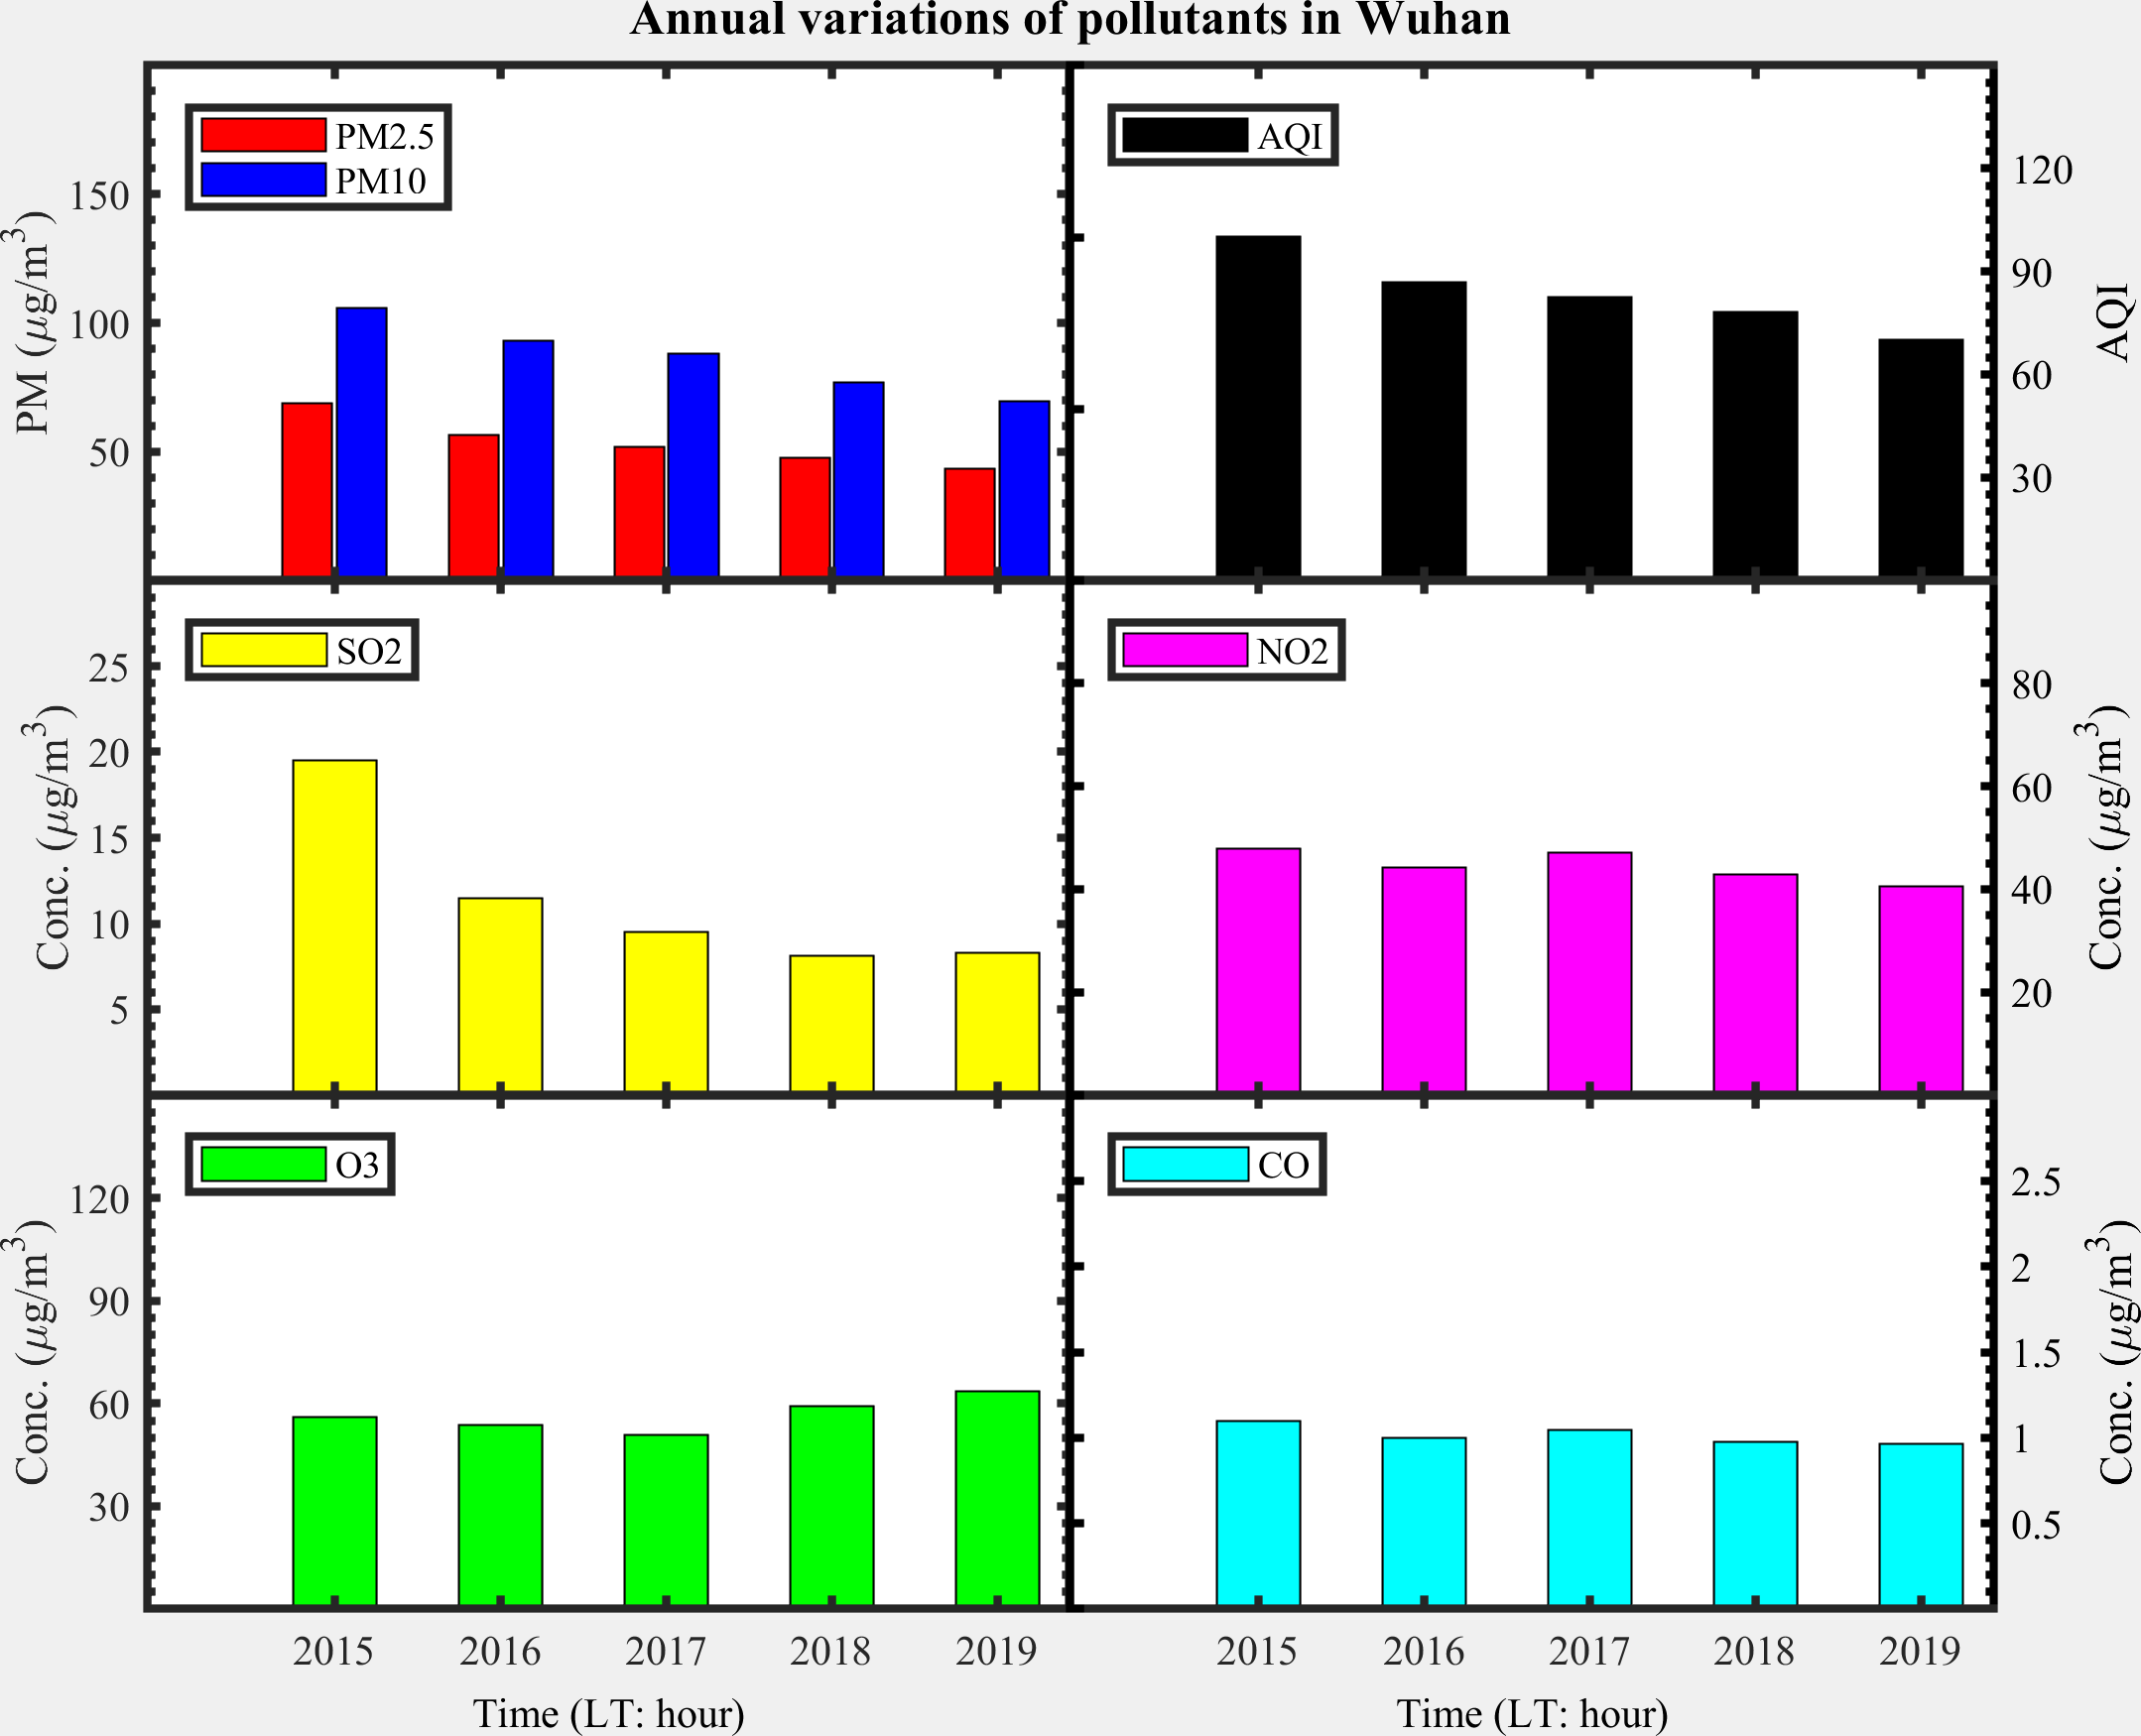 Annual variations of pollutants in Wuhan
PM2.5
PM10
150
100
50
PM (μg/m³)
AQI
120
90
60
30
AQI
SO2
25
20
15
10
5
Conc. (μg/m³)
NO2
80
60
40
20
Conc. (μg/m³)
O3
120
90
60
30
Conc. (μg/m³)
CO
2.5
2
1.5
1
0.5
Conc. (μg/m³)
2015 2016 2017 2018 2019
2015 2016 2017 2018 2019
Time (LT: hour)
Time (LT: hour)